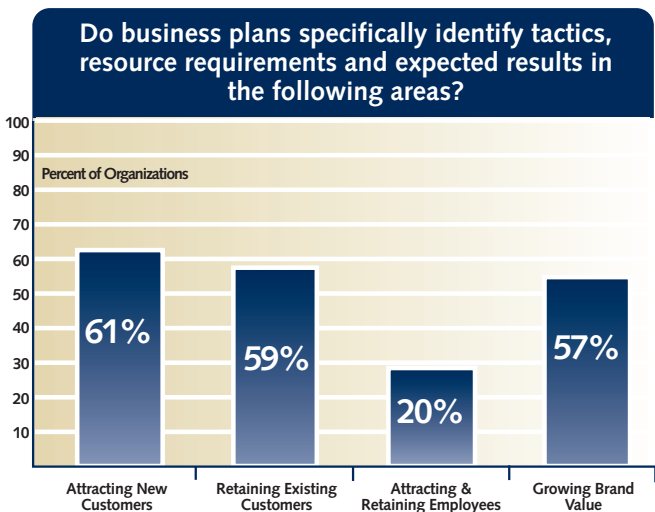 Do business plans specifically identify tactics,
resource requirements and expected results in
the following areas?
100
90
Percent of Organizations
80
70
60
50
40
30
20
10
61%
59%
20%
57%
Attracting New
Customers
Retaining Existing
Customers
Attracting &
Retaining Employees
Growing Brand
Value